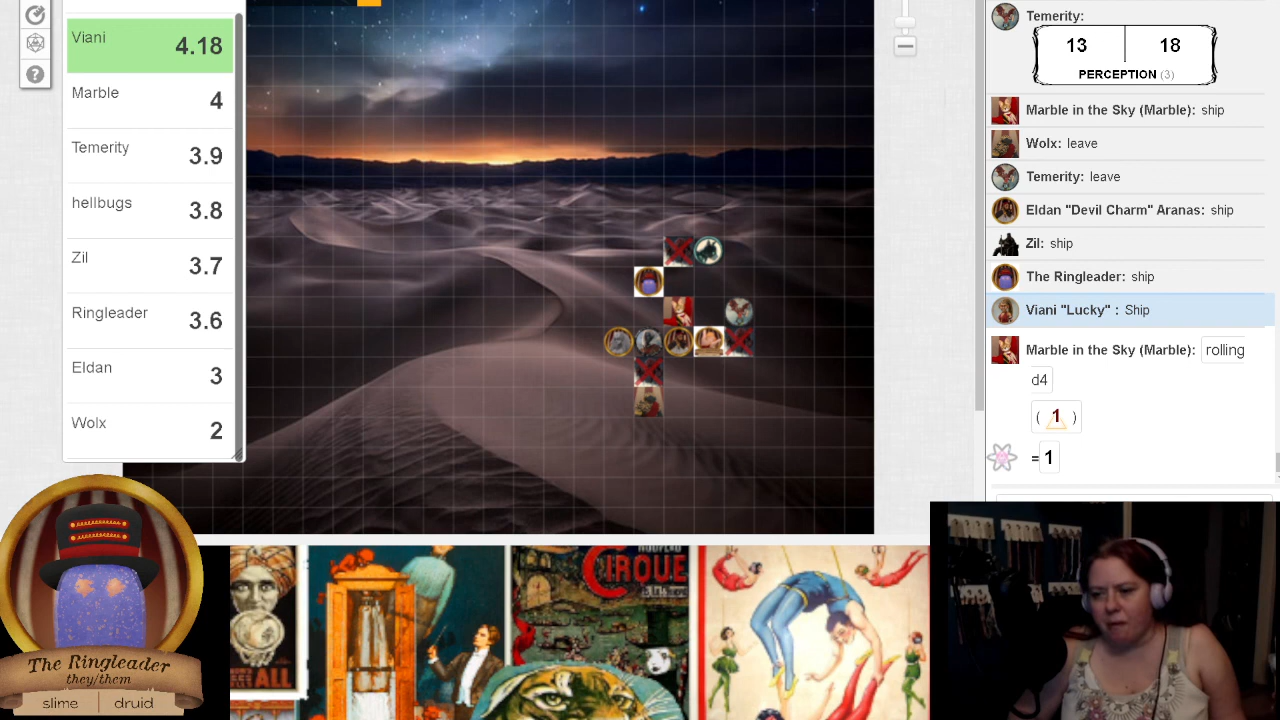 Viani
4.18
Marble
4
Temerity
3.9
hellbugs
3.8
Zil
3.7
Ringleader
3.6
Eldan
3
Wolx
2
Temerity:
13 18
PERCEPTION (3)
Marble in the Sky (Marble): ship
Wolx: leave
Temerity: leave
Eldan "Devil Charm" Aranas: ship
Zil: ship
The Ringleader: ship
Viani "Lucky" : Ship
Marble in the Sky (Marble): rolling
d4
( 1 )
=1
The Ringleader
they/them
slime | druid
ALL
CIRQUE